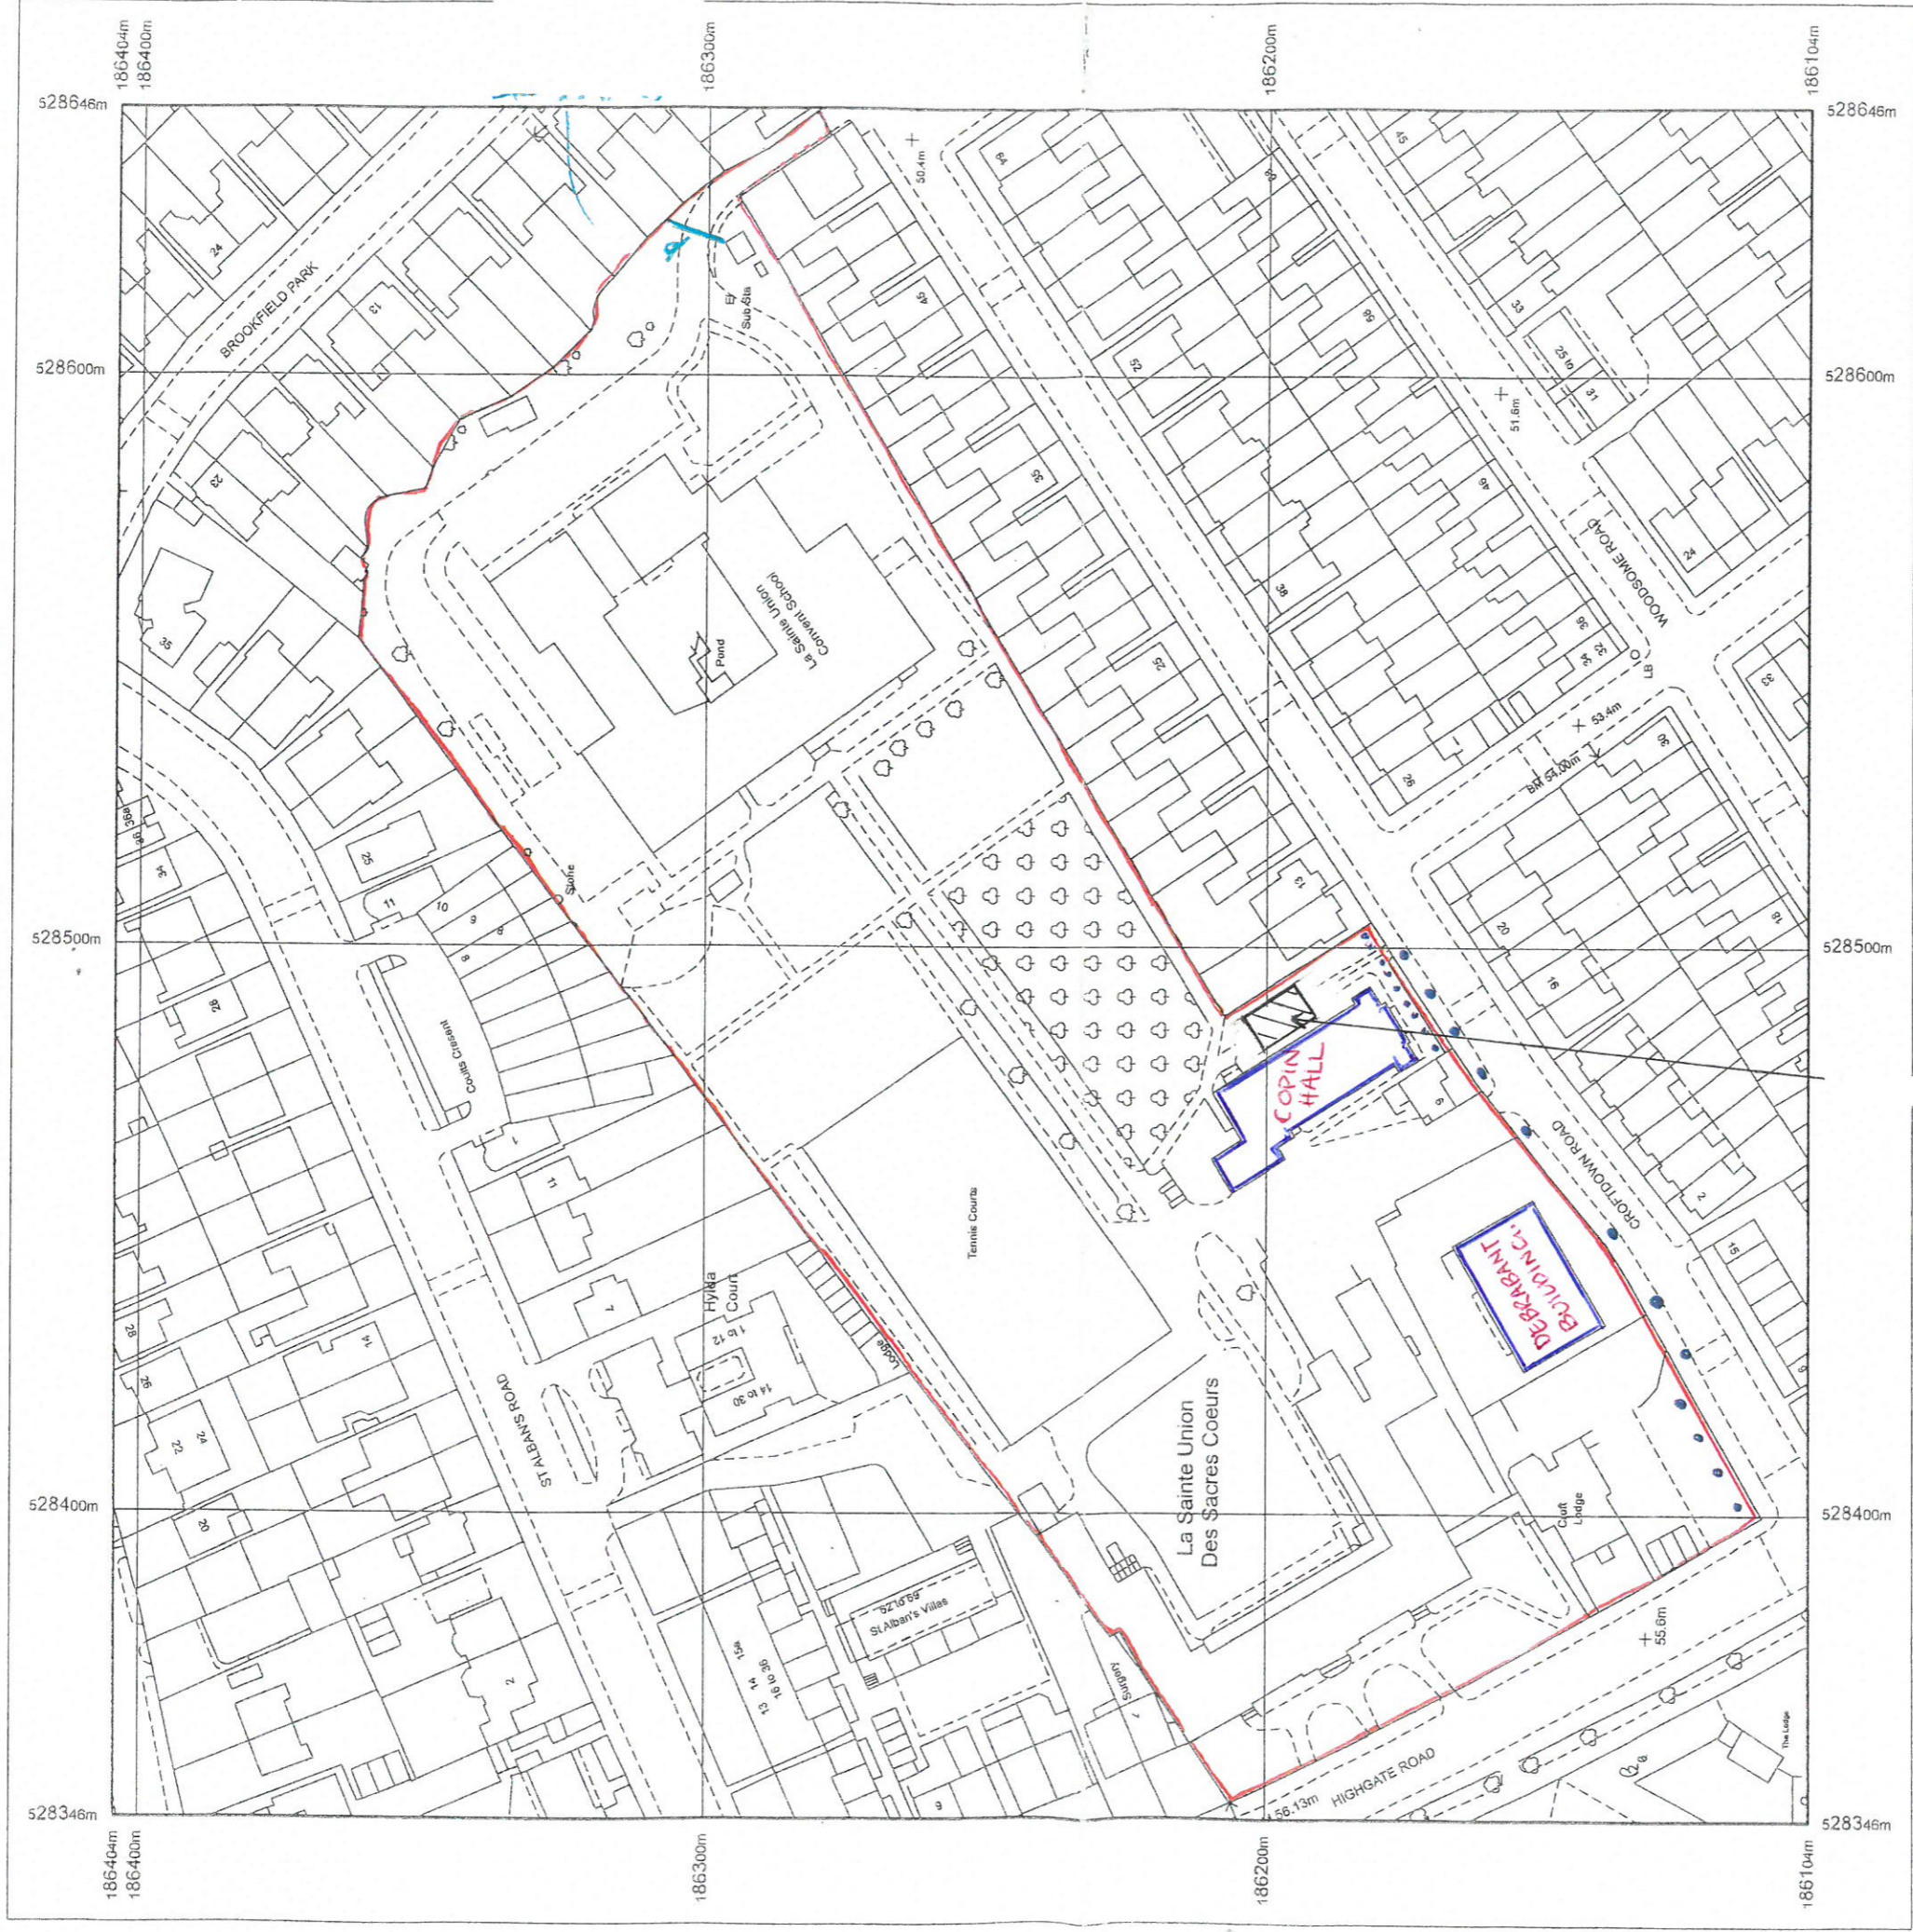 186404m
186400m
186300m
186200m
186104m
528646m
528646m
528600m
528600m
528500m
528500m
528400m
528400m
528346m
528346m
186404m
186400m
186300m
186200m
186104m
BROOKFIELD PARK
24
13
23
35
El
Sub Sta
50.4m
64
45
68
45
52
68
33
25 to
31
51.6m
35
46
24
WOODSOME ROAD
La Sainte Union
Convent School
Pond
38
25
36
34
32
LB
33
53.4m
BM 54.00m
30
26
36a
36
34
25
11
10
9
8
8
Stone
13
20
18
16
28
Coutts Crescent
COPIN
HALL
6
CROFTDOWN ROAD
2
15
9
Tennis Courts
DEBRABANT
BUILDING.
11
7
Hylda
Court
1 to 12
14 to 30
Lodge
28
26
14
22
24
20
ST ALBAN'S ROAD
La Sainte Union
Des Sacres Coeurs
Croft
Lodge
St Alban's Villas
13 14 15a
16 to 36
2
Surgery
7
6
55.6m
56.13m
HIGHGATE ROAD
The Lodge